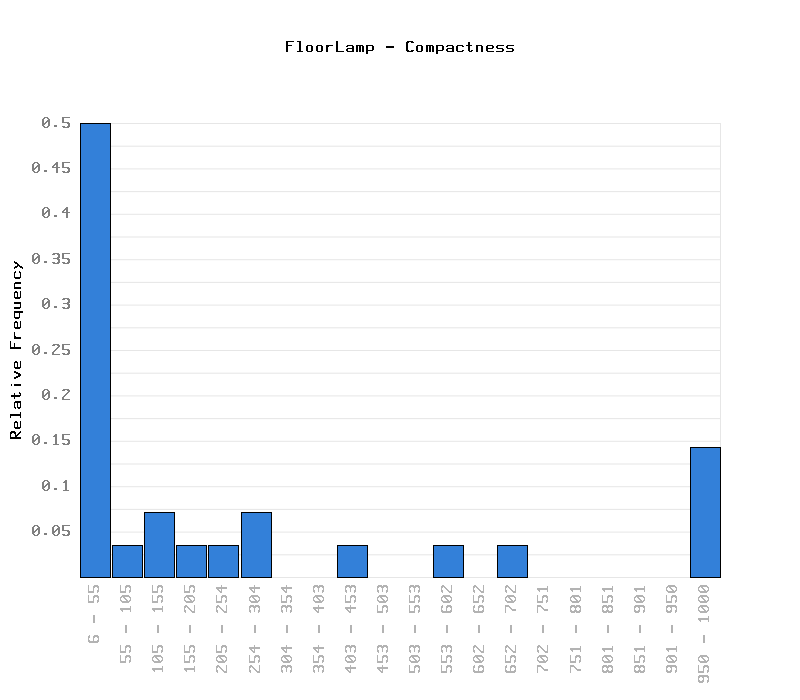 FloorLamp - Compactness
0.5
0.45
0.4
0.35
0.3
0.25
0.2
0.15
0.1
0.05
Relative Frequency
6 - 55
55 - 105
105 - 155
155 - 205
205 - 254
254 - 304
304 - 354
354 - 403
403 - 453
453 - 503
503 - 553
553 - 602
602 - 652
652 - 702
702 - 751
751 - 801
801 - 851
851 - 901
901 - 950
950 - 1000